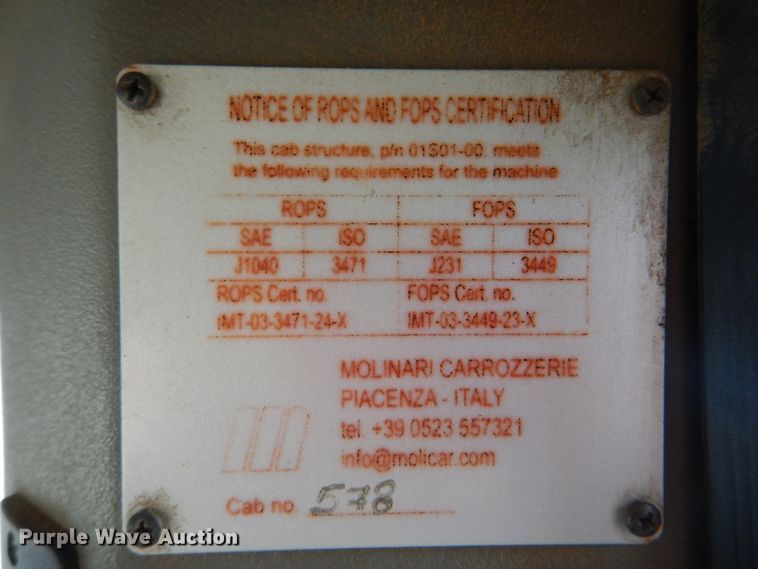 NOTICE OF ROPS AND FOPS CERTIFICATION
This cab structure, p/n 01S01-00, meets
the following requirements for the machine
ROPS FOPS
SAE ISO SAE ISO
J1040 3471 J231 3449
ROPS Cert. no. FOPS Cert. no.
IMT-03-3471-24-X IMT-03-3449-23-X
MOLINARI CARROZZERIE
PIACENZA - ITALY
tel. +39 0523 557321
info@molicar.com
Cab no. 578
Purple Wave Auction